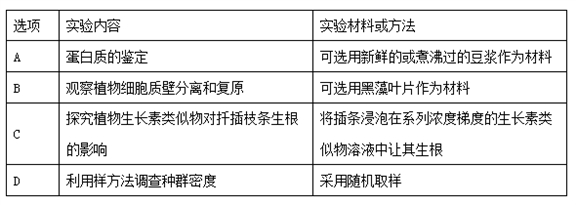 选项 实验内容 实验材料或方法
A 蛋白质的鉴定 可选用新鲜的或煮沸过的豆浆作为材料
B 观察植物细胞质壁分离和复原 可选用黑藻叶片作为材料
C 探究植物生长素类似物对扦插枝条生根的影响 将插条浸泡在系列浓度梯度的生长素类似物溶液中让其生根
D 利用样方法调查种群密度 采用随机取样